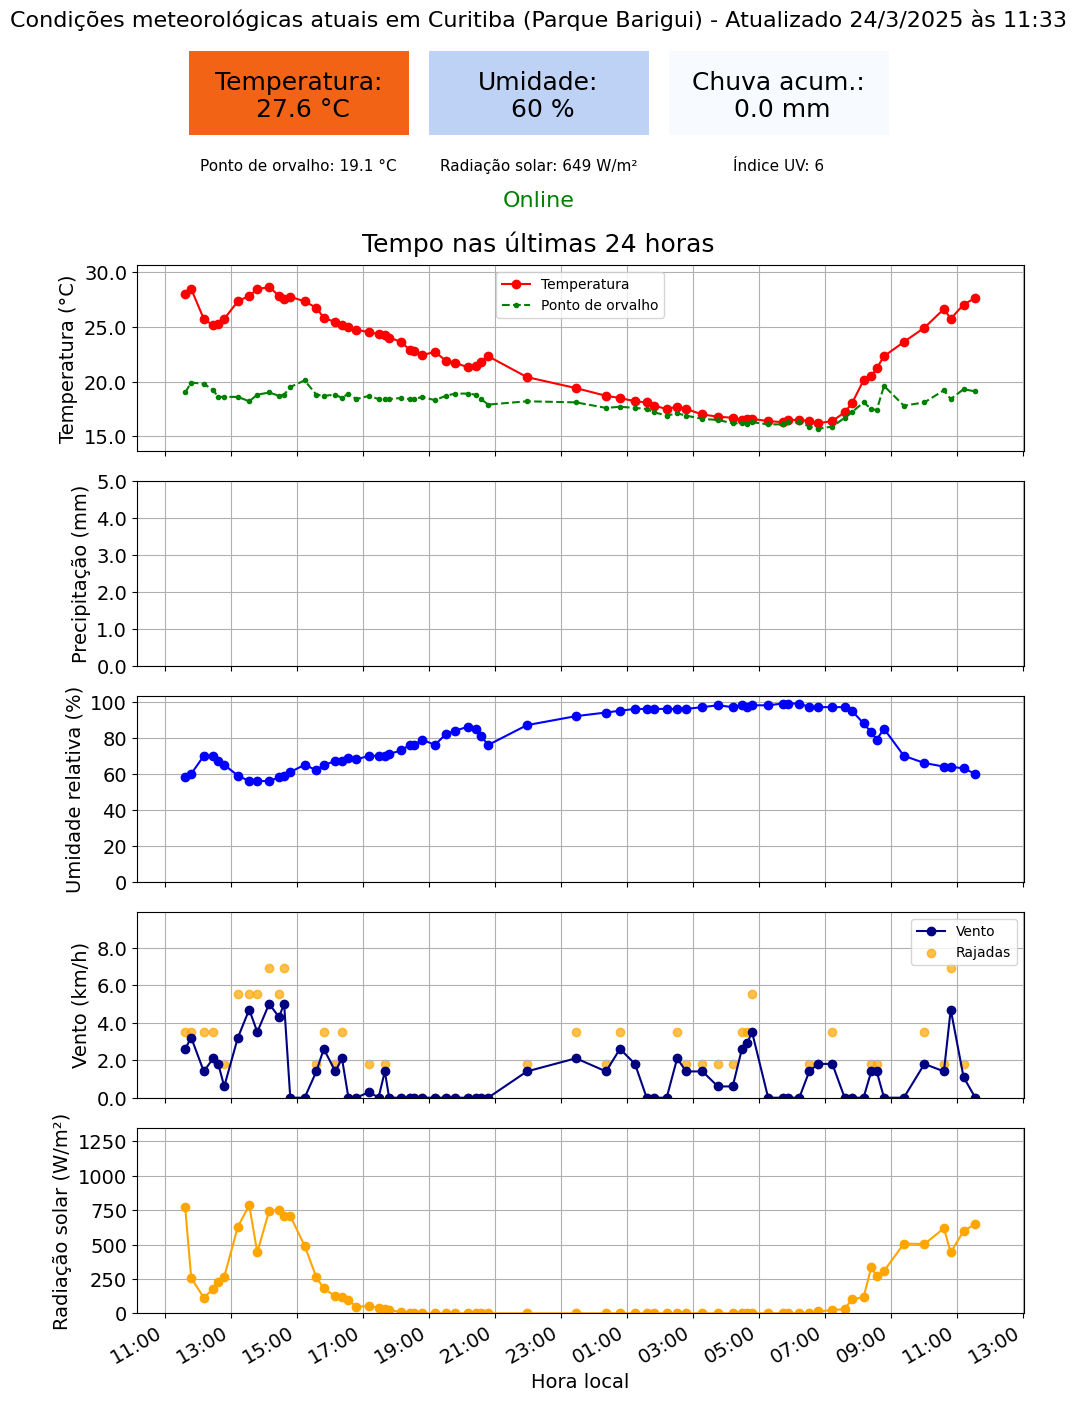 Condições meteorológicas atuais em Curitiba (Parque Barigui) - Atualizado 24/3/2025 às 11:33
Temperatura:
27.6 °C
Umidade:
60 %
Chuva acum.:
0.0 mm
Ponto de orvalho: 19.1 °C
Radiação solar: 649 W/m²
Índice UV: 6
Online
Tempo nas últimas 24 horas
Temperatura (°C)
30.0
25.0
20.0
15.0
Temperatura
Ponto de orvalho
Precipitação (mm)
5.0
4.0
3.0
2.0
1.0
0.0
Umidade relativa (%)
100
80
60
40
20
0
Vento (km/h)
8.0
6.0
4.0
2.0
0.0
Vento
Rajadas
Radiação solar (W/m²)
1250
1000
750
500
250
0
11:00
13:00
15:00
17:00
19:00
21:00
23:00
01:00
03:00
05:00
07:00
09:00
11:00
13:00
Hora local